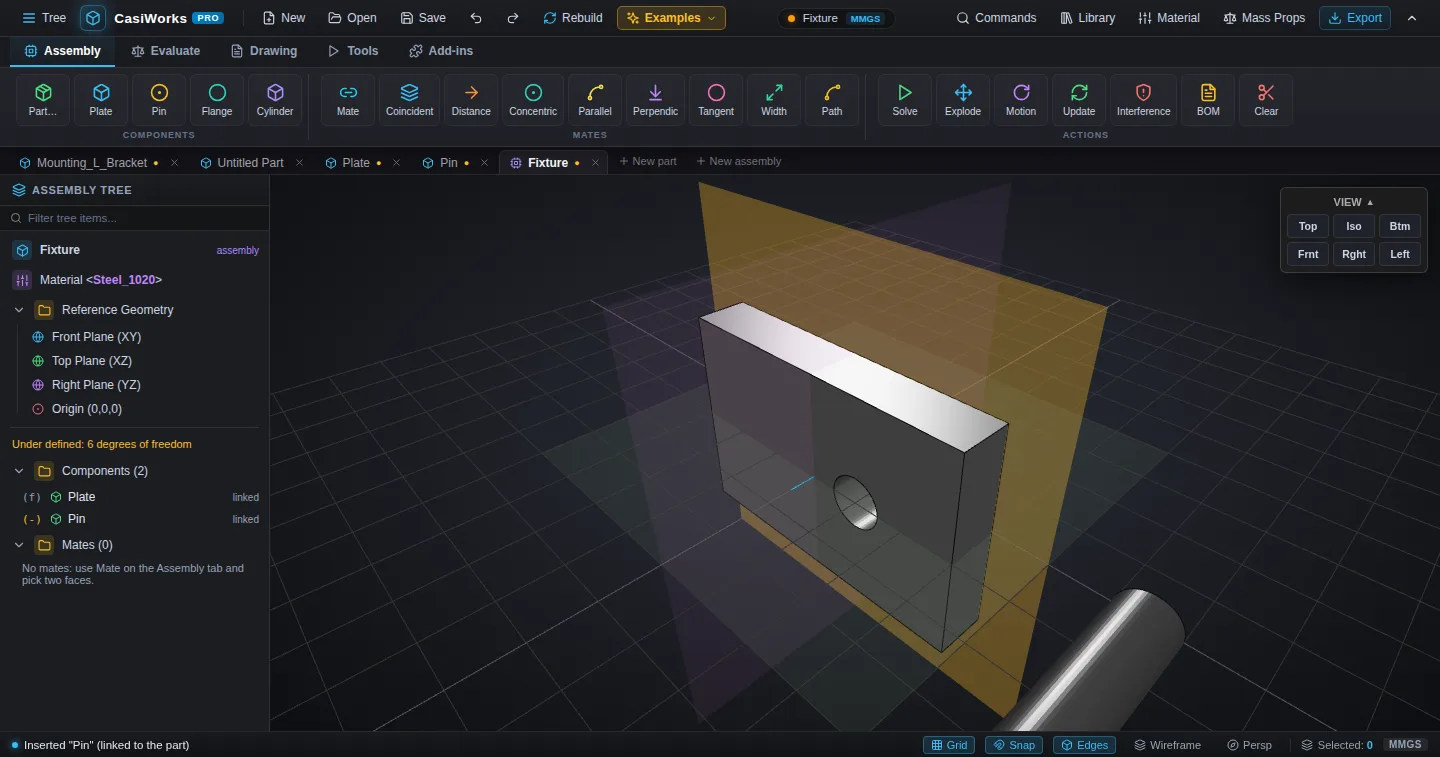 Tree CasiWorks PRO New Open Save Rebuild Examples Fixture MMGS Commands Library Material Mass Props Export
Assembly Evaluate Drawing Tools Add-ins
Part... Plate Pin Flange Cylinder Mate Coincident Distance Concentric Parallel Perpendic Tangent Width Path Solve Explode Motion Update Interference BOM Clear
COMPONENTS MATES ACTIONS
Mounting_L_Bracket Untitled Part Plate Pin Fixture New part New assembly
ASSEMBLY TREE
Filter tree items...
Fixture assembly
Material <Steel_1020>
Reference Geometry
Front Plane (XY)
Top Plane (XZ)
Right Plane (YZ)
Origin (0,0,0)
Under defined: 6 degrees of freedom
Components (2)
(f) Plate linked
(-) Pin linked
Mates (0)
No mates: use Mate on the Assembly tab and
pick two faces.
VIEW ▲
Top Iso Btm
Frnt Rght Left
Inserted "Pin" (linked to the part) Grid Snap Edges Wireframe Persp Selected: 0 MMGS